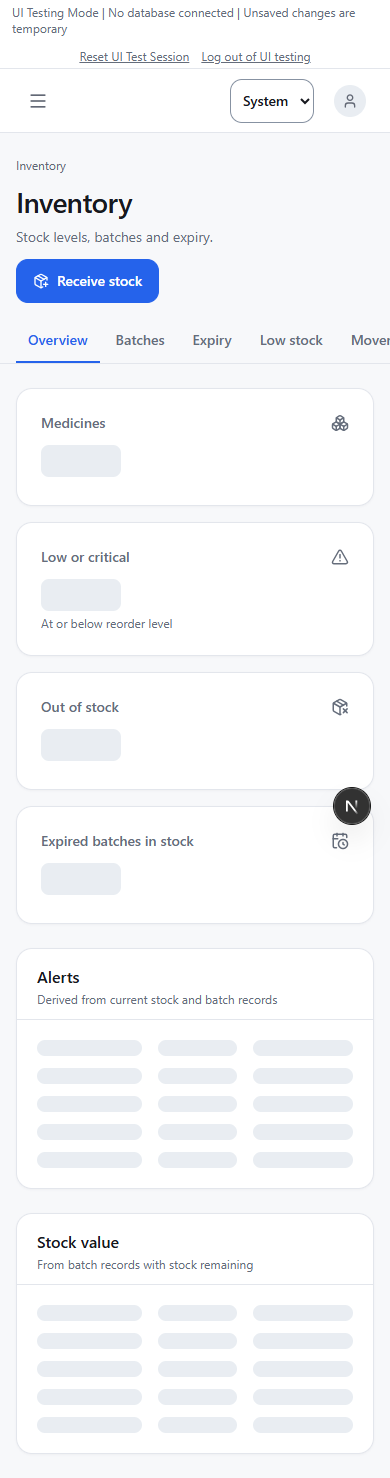 UI Testing Mode | No database connected | Unsaved changes are
temporary
Reset UI Test Session Log out of UI testing
System
Inventory
Inventory
Stock levels, batches and expiry.
Receive stock
Overview Batches Expiry Low stock
Medicines
Low or critical
At or below reorder level
Out of stock
N
Expired batches in stock
Alerts
Derived from current stock and batch records
Stock value
From batch records with stock remaining